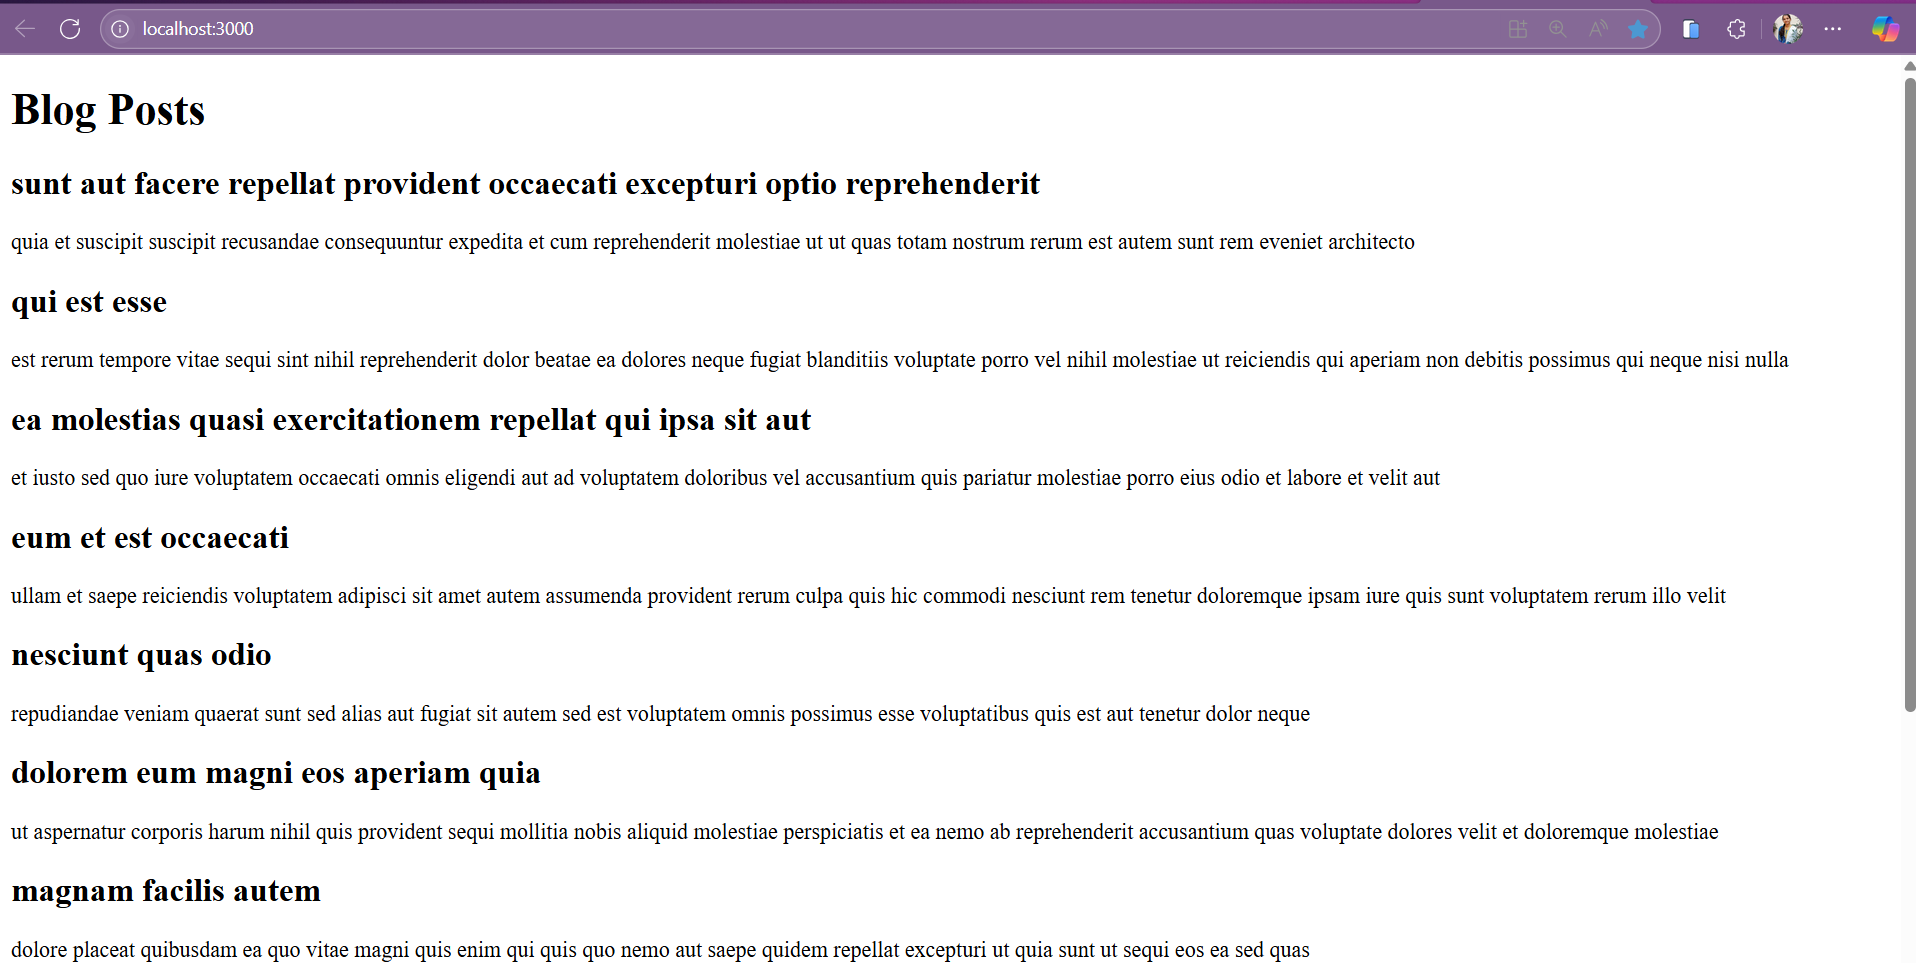 localhost:3000
Blog Posts
sunt aut facere repellat provident occaecati excepturi optio reprehenderit
quia et suscipit suscipit recusandae consequuntur expedita et cum reprehenderit molestiae ut ut quas totam nostrum rerum est autem sunt rem eveniet architecto
qui est esse
est rerum tempore vitae sequi sint nihil reprehenderit dolor beatae ea dolores neque fugiat blanditiis voluptate porro vel nihil molestiae ut reiciendis qui aperiam non debitis possimus qui neque nisi nulla
ea molestias quasi exercitationem repellat qui ipsa sit aut
et iusto sed quo iure voluptatem occaecati omnis eligendi aut ad voluptatem doloribus vel accusantium quis pariatur molestiae porro eius odio et labore et velit aut
eum et est occaecati
ullam et saepe reiciendis voluptatem adipisci sit amet autem assumenda provident rerum culpa quis hic commodi nesciunt rem tenetur doloremque ipsam iure quis sunt voluptatem rerum illo velit
nesciunt quas odio
repudiandae veniam quaerat sunt sed alias aut fugiat sit autem sed est voluptatem omnis possimus esse voluptatibus quis est aut tenetur dolor neque
dolorem eum magni eos aperiam quia
ut aspernatur corporis harum nihil quis provident sequi mollitia nobis aliquid molestiae perspiciatis et ea nemo ab reprehenderit accusantium quas voluptate dolores velit et doloremque molestiae
magnam facilis autem
dolore placeat quibusdam ea quo vitae magni quis enim qui quis quo nemo aut saepe quidem repellat excepturi ut quia sunt ut sequi eos ea sed quas